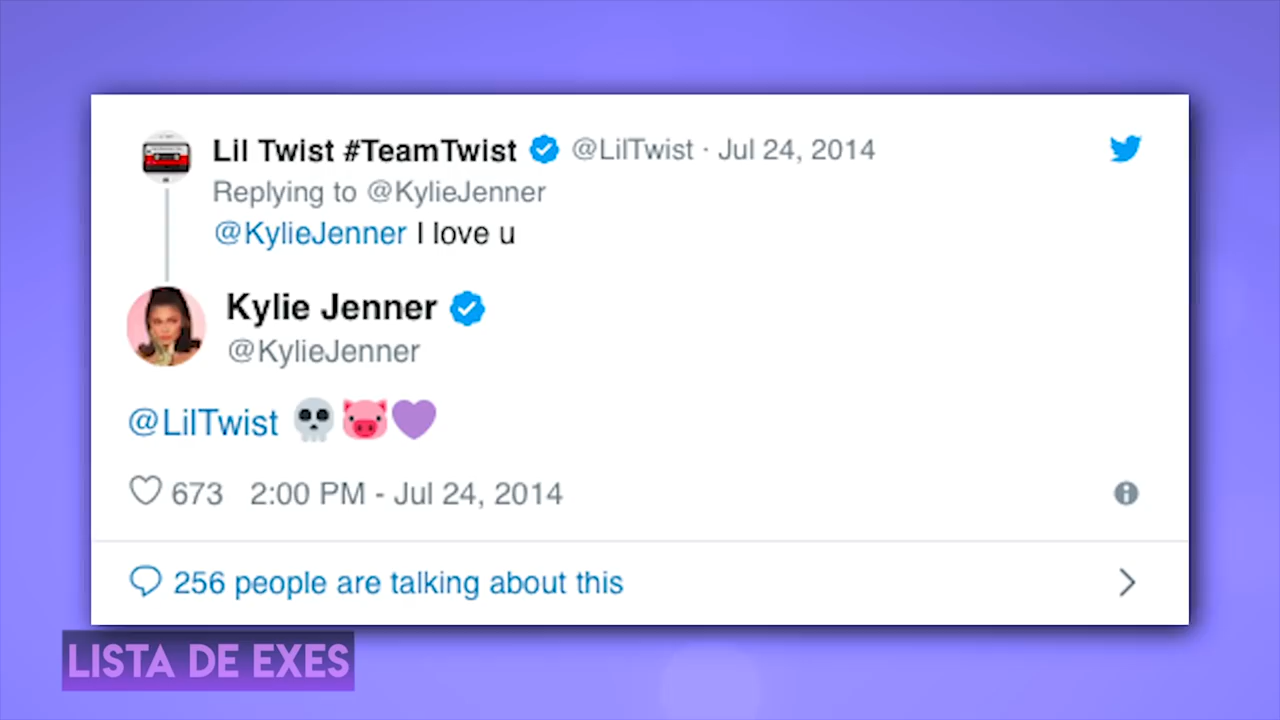 Lil Twist #TeamTwist @LilTwist · Jul 24, 2014
Replying to @KylieJenner
@KylieJenner I love u
Kylie Jenner
@KylieJenner
@LilTwist 💀🐷💜
673 2:00 PM - Jul 24, 2014
256 people are talking about this
LISTA DE EXES